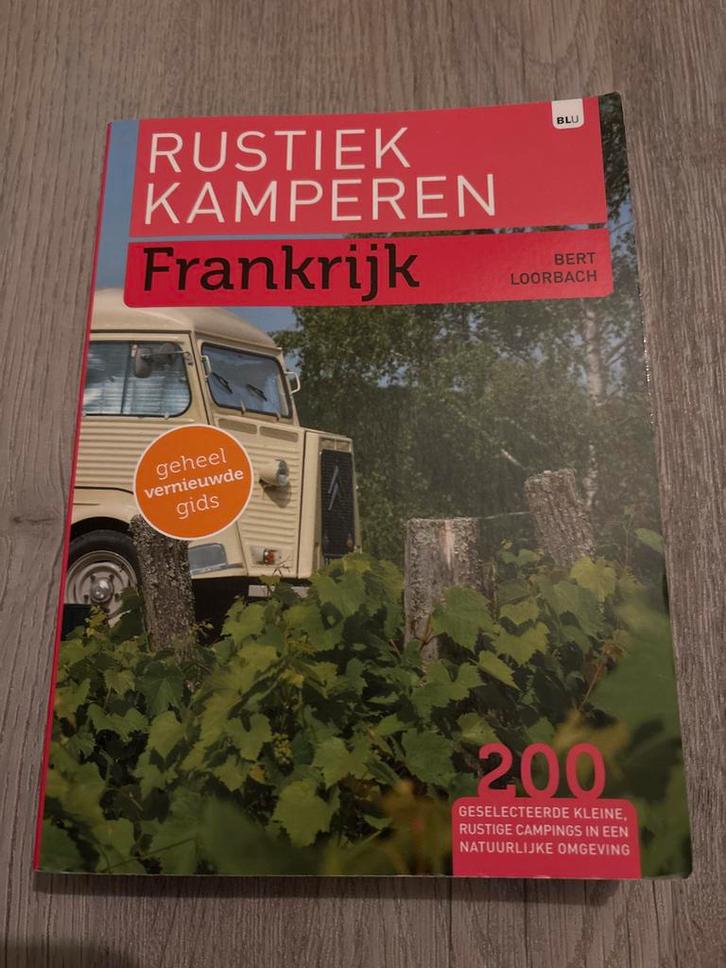 BLU
RUSTIEK
KAMPEREN
Frankrijk
BERT
LOORBACH
geheel
vernieuwde
gids
200
GESELECTEERDE KLEINE,
RUSTIGE CAMPINGS IN EEN
NATUURLIJKE OMGEVING